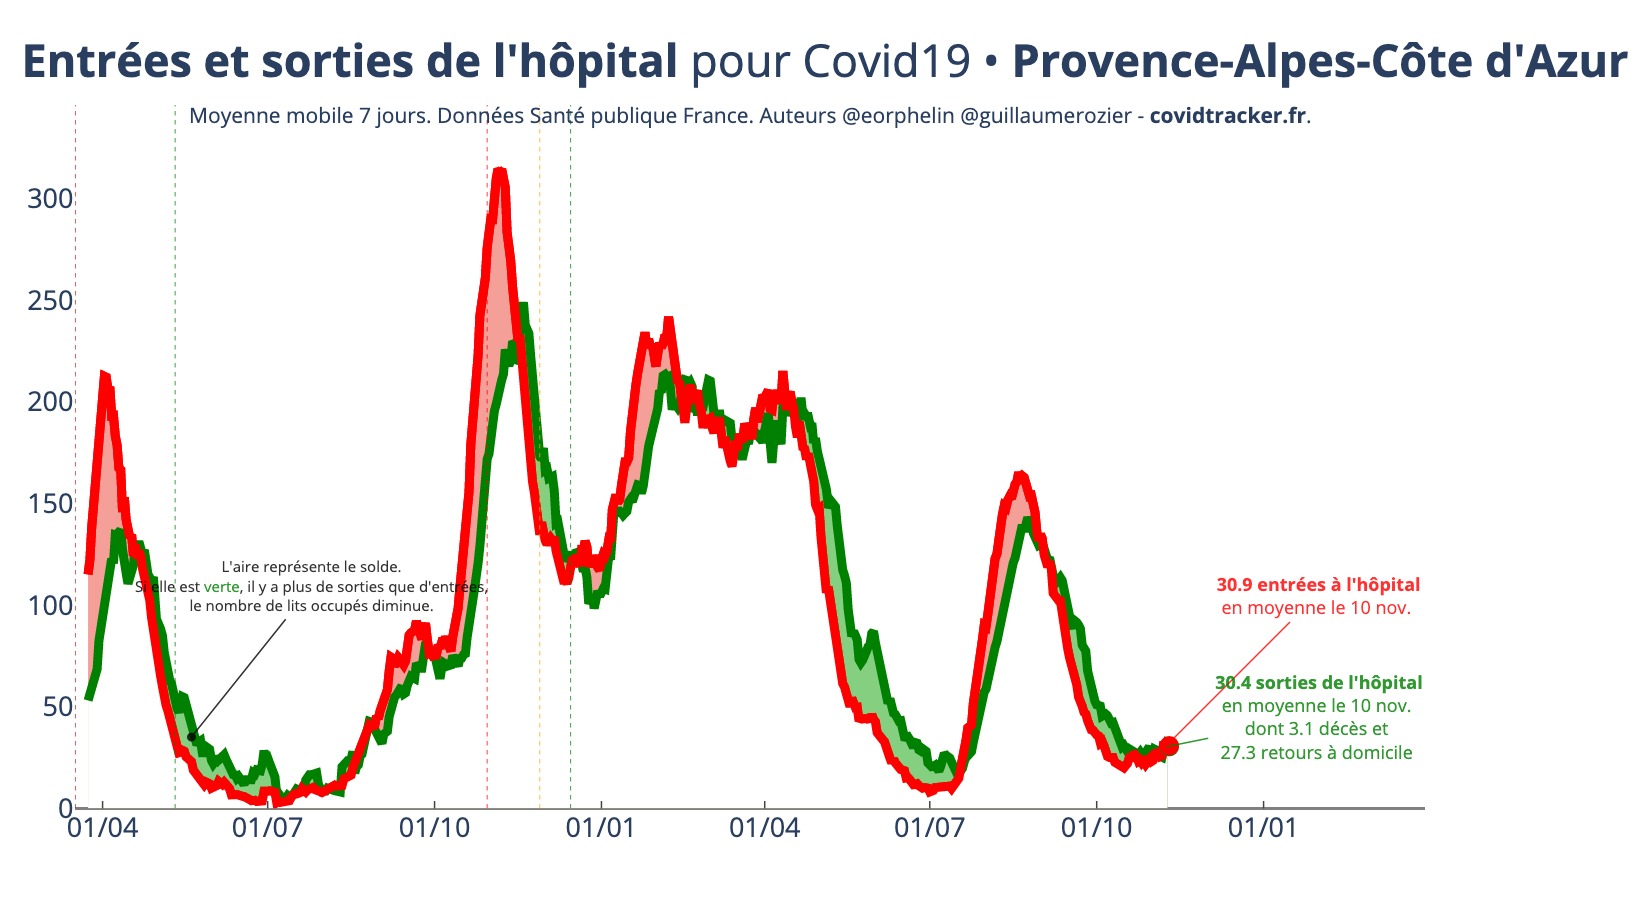 Entrées et sorties de l'hôpital pour Covid19 • Provence-Alpes-Côte d'Azur
Moyenne mobile 7 jours. Données Santé publique France. Auteurs @eorphelin @guillaumerozier - covidtracker.fr.
300
250
200
150
100
50
0
L'aire représente le solde.
Si elle est verte, il y a plus de sorties que d'entrées,
le nombre de lits occupés diminue.
30.9 entrées à l'hôpital
en moyenne le 10 nov.
30.4 sorties de l'hôpital
en moyenne le 10 nov.
dont 3.1 décès et
27.3 retours à domicile
01/04 01/07 01/10 01/01 01/04 01/07 01/10 01/01